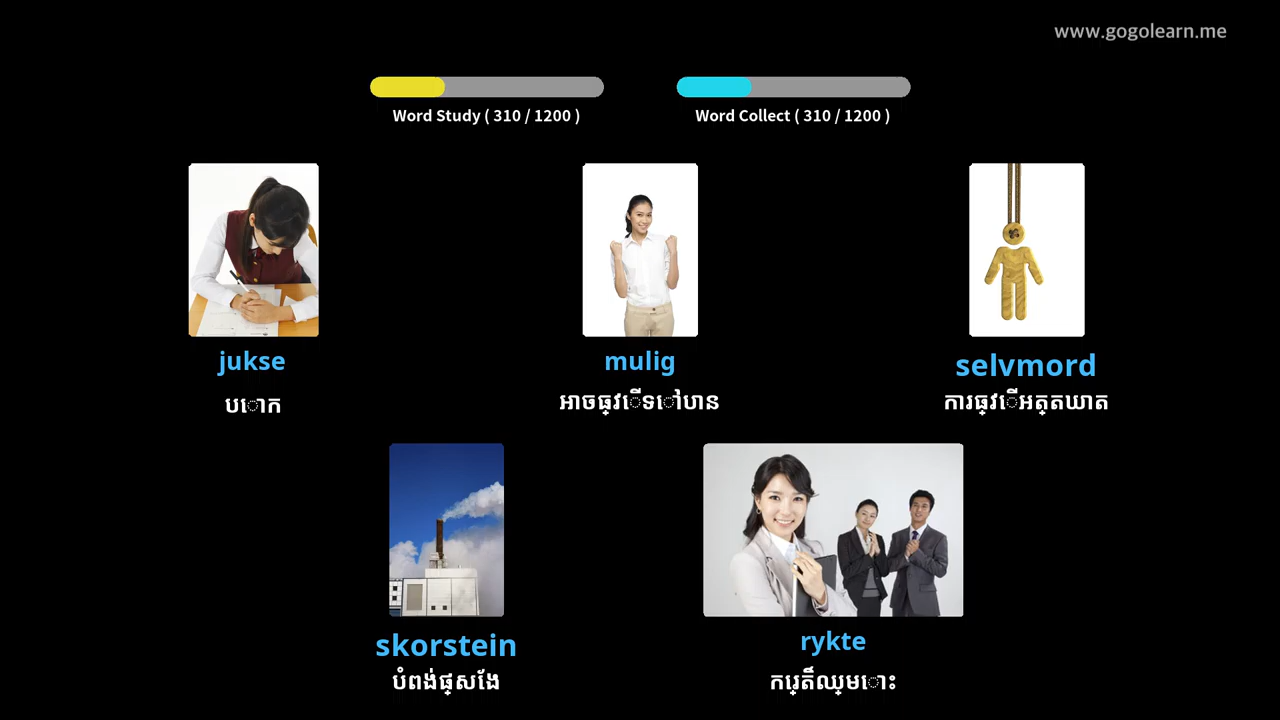 www.gogolearn.me
Word Study ( 310 / 1200 )
Word Collect ( 310 / 1200 )
jukse
បោក
mulig
អាចធ្វើទៅបាន
selvmord
ការធ្វើអត្តឃាត
skorstein
បំពង់ផ្សែង
rykte
កេរ្តិ៍ឈ្មោះ